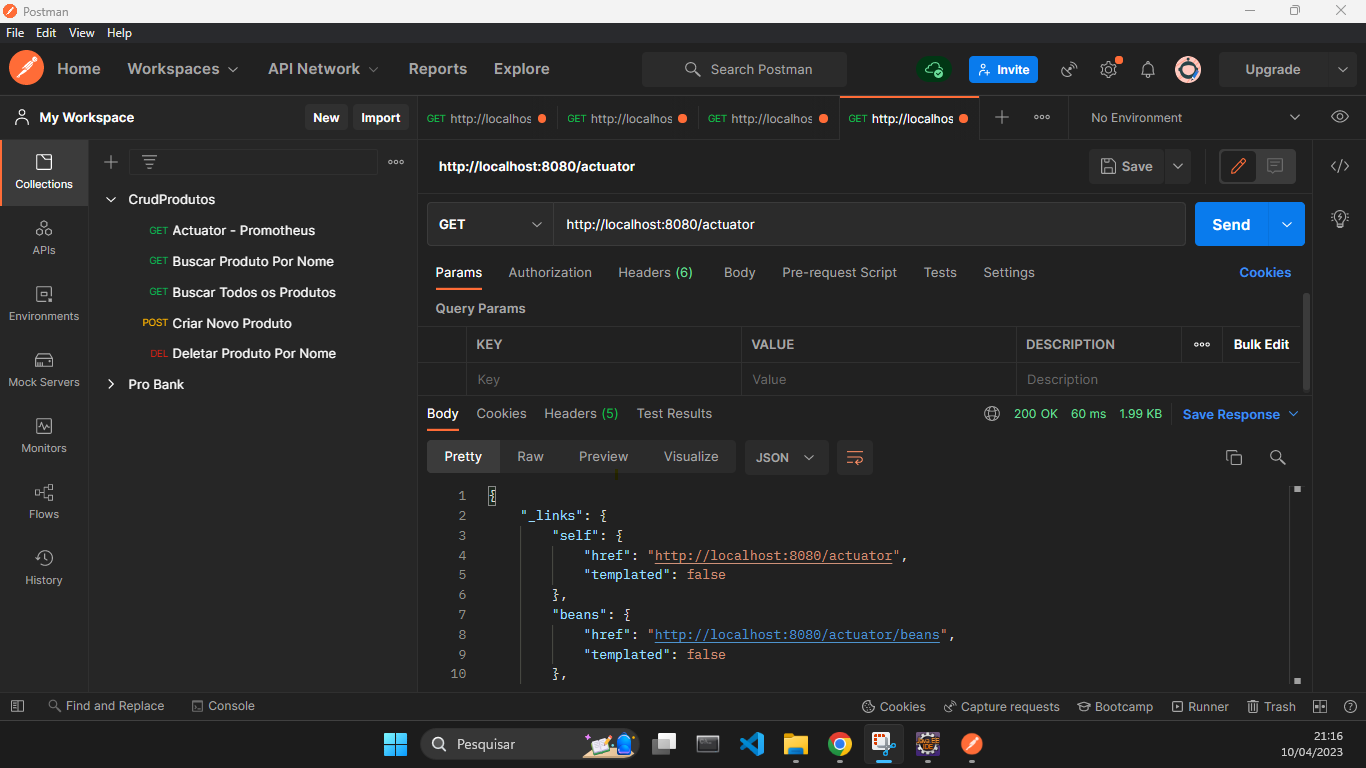 Postman
File Edit View Help
Home Workspaces API Network Reports Explore Search Postman Invite Upgrade
My Workspace New Import
GET http://localhos GET http://localhos GET http://localhos GET http://localhos No Environment
Collections
APIs
Environments
Mock Servers
Monitors
Flows
History
CrudProdutos
GET Actuator - Promotheus
GET Buscar Produto Por Nome
GET Buscar Todos os Produtos
POST Criar Novo Produto
DEL Deletar Produto Por Nome
Pro Bank
http://localhost:8080/actuator Save
GET http://localhost:8080/actuator Send
Params Authorization Headers (6) Body Pre-request Script Tests Settings Cookies
Query Params
KEY VALUE DESCRIPTION Bulk Edit
Key Value Description
Body Cookies Headers (5) Test Results 200 OK 60 ms 1.99 KB Save Response
Pretty Raw Preview Visualize JSON
1 {
2 "_links": {
3 "self": {
4 "href": "http://localhost:8080/actuator",
5 "templated": false
6 },
7 "beans": {
8 "href": "http://localhost:8080/actuator/beans",
9 "templated": false
10 },
Find and Replace Console Cookies Capture requests Bootcamp Runner Trash
Pesquisar
21:16
10/04/2023